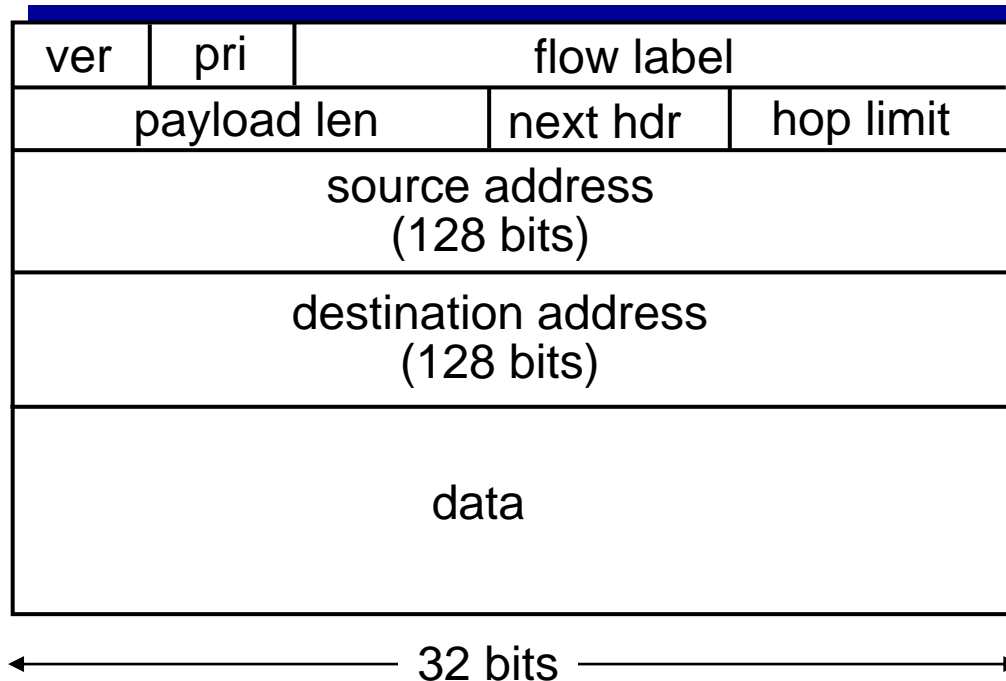 ver pri flow label
payload len next hdr hop limit
source address
(128 bits)
destination address
(128 bits)
data
32 bits